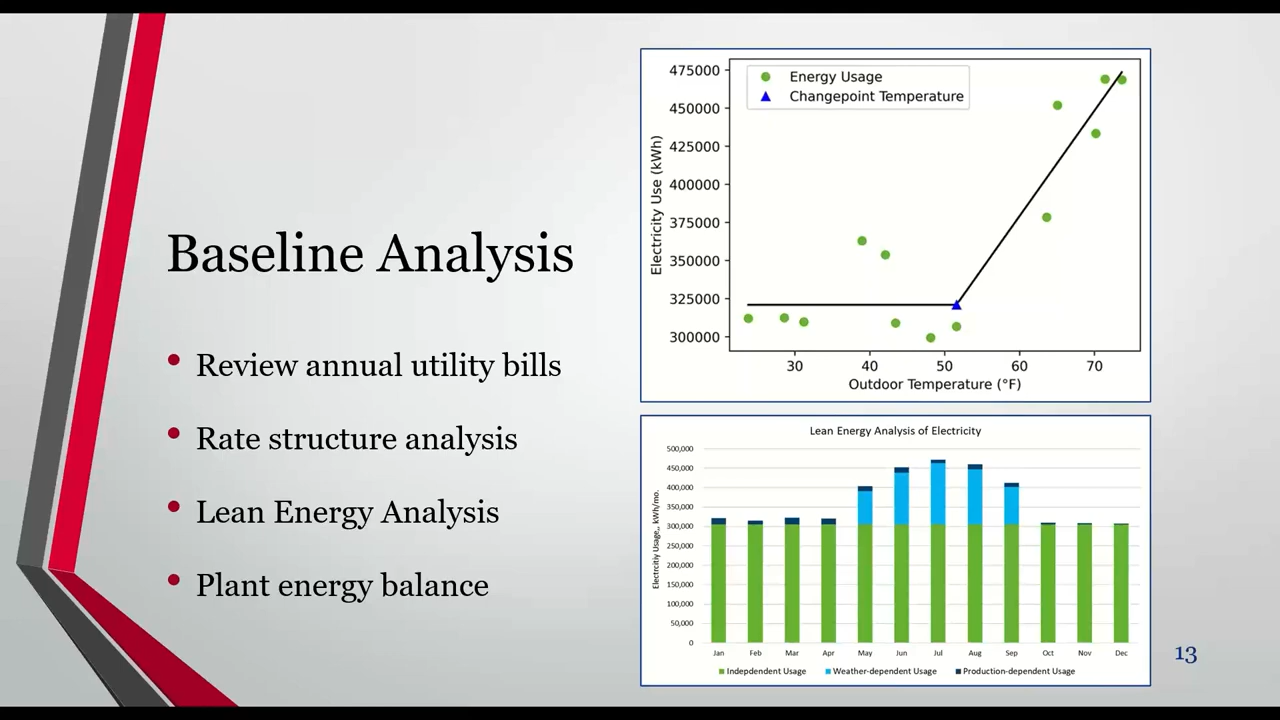 Baseline Analysis
• Review annual utility bills
• Rate structure analysis
• Lean Energy Analysis
• Plant energy balance
Energy Usage
Changepoint Temperature
Electricity Use (kWh)
475000
450000
425000
400000
375000
350000
325000
300000
30 40 50 60 70
Outdoor Temperature (°F)
Lean Energy Analysis of Electricity
Electrcitiy Usage,, kWh/mo.
500,000
450,000
400,000
350,000
300,000
250,000
200,000
150,000
100,000
50,000
0
Jan Feb Mar Apr May Jun Jul Aug Sep Oct Nov Dec
Indepdendent Usage Weather-dependent Usage Production-dependent Usage
13